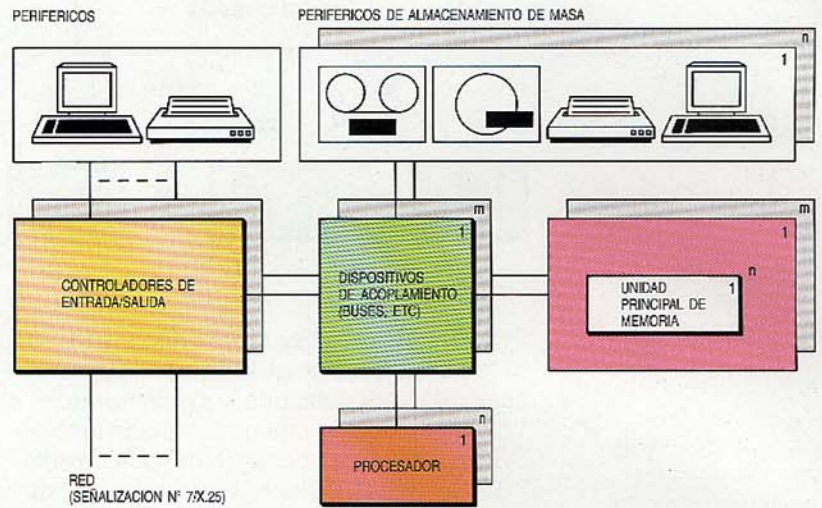 PERIFERICOS
PERIFERICOS DE ALMACENAMIENTO DE MASA
n
1
m
1
m
1
CONTROLADORES DE
ENTRADA/SALIDA
DISPOSITIVOS
DE ACOPLAMIENTO
(BUSES, ETC)
n
UNIDAD
PRINCIPAL DE
MEMORIA
1
n
1
PROCESADOR
RED
(SEÑALIZACION N° 7/X.25)